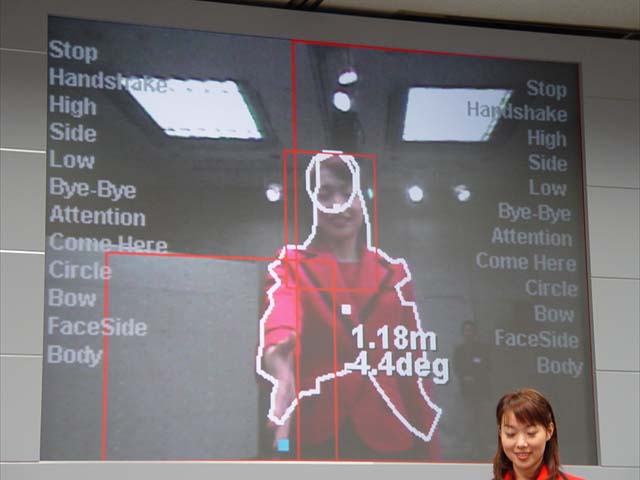 Stop
Handshake
High
Side
Low
Bye-Bye
Attention
Come Here
Circle
Bow
FaceSide
Body
1.18m
-4.4deg
Stop
Handshake
High
Side
Low
Bye-Bye
Attention
Come Here
Circle
Bow
FaceSide
Body